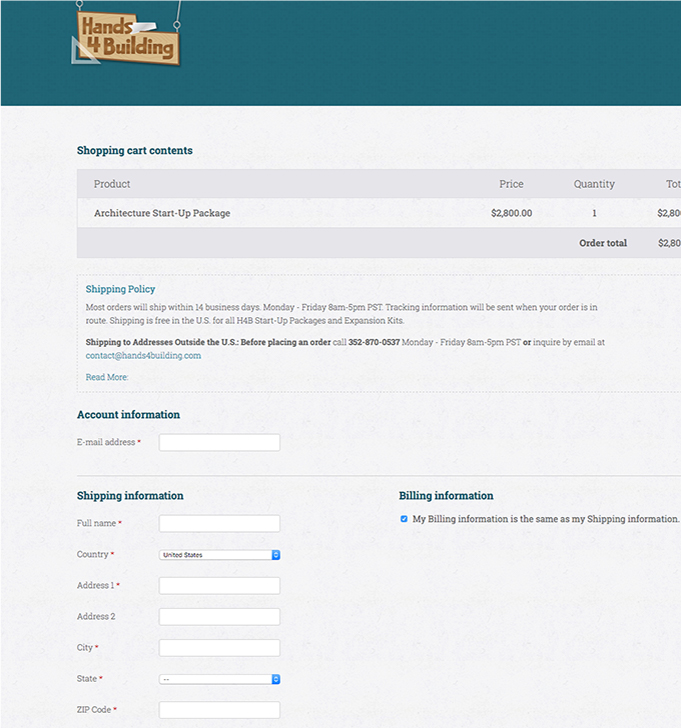 Hands
4 Building
Shopping cart contents
Product Price Quantity Tot
Architecture Start-Up Package $2,800.00 1 $2,80
Order total $2,80
Shipping Policy
Most orders will ship within 14 business days. Monday - Friday 8am-5pm PST. Tracking information will be sent when your order is in
route. Shipping is free in the U.S. for all H4B Start-Up Packages and Expansion Kits.
Shipping to Addresses Outside the U.S.: Before placing an order call 352-870-0537 Monday - Friday 8am-5pm PST or inquire by email at
contact@hands4building.com
Read More:
Account information
E-mail address *
Shipping information Billing information
Full name * My Billing information is the same as my Shipping information.
Country * United States
Address 1 *
Address 2
City *
State * --
ZIP Code *